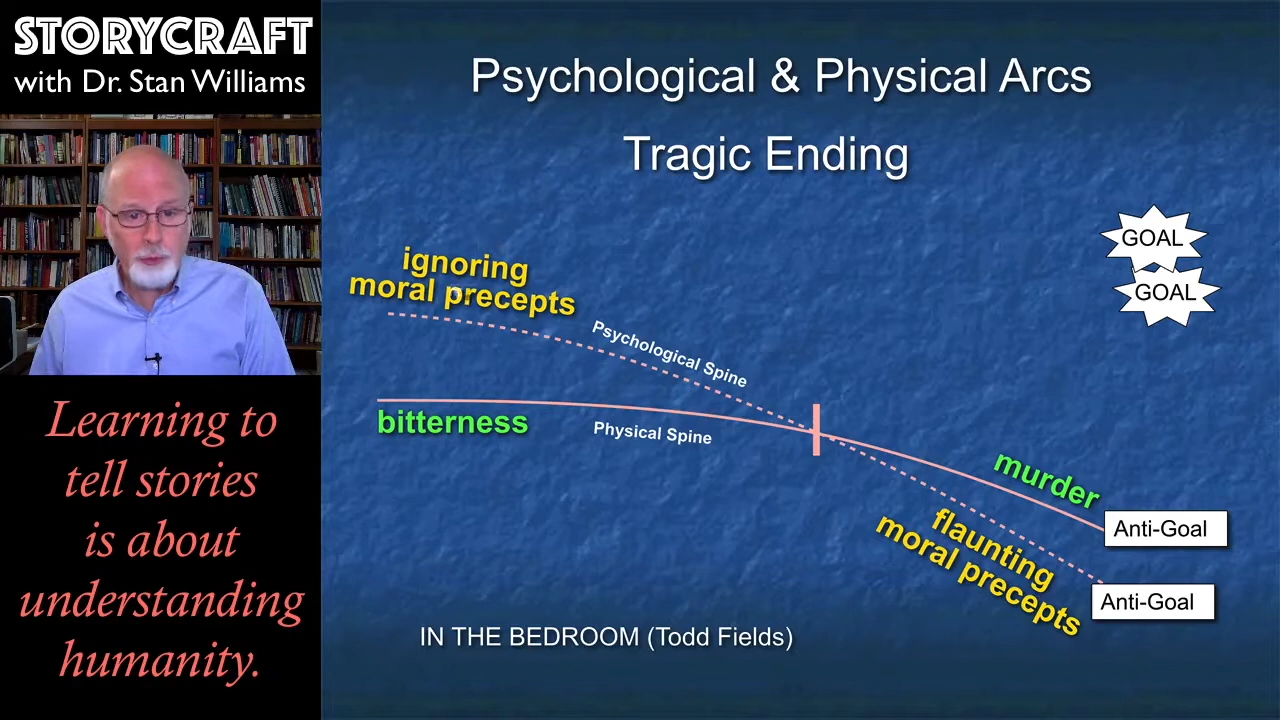 STORYCRAFT
with Dr. Stan Williams
Learning to
tell stories
is about
understanding
humanity.
Psychological & Physical Arcs
Tragic Ending
GOAL
GOAL
ignoring
moral precepts
Psychological Spine
bitterness
Physical Spine
murder
Anti-Goal
flaunting
moral precepts
Anti-Goal
IN THE BEDROOM (Todd Fields)